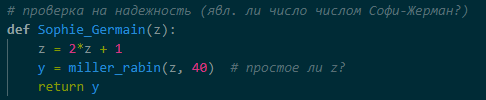 # проверка на надежность (явл. ли число числом Софи-Жерман?)
def Sophie_Germain(z):
    z = 2*z + 1
    y = miller_rabin(z, 40)  # простое ли z?
    return y